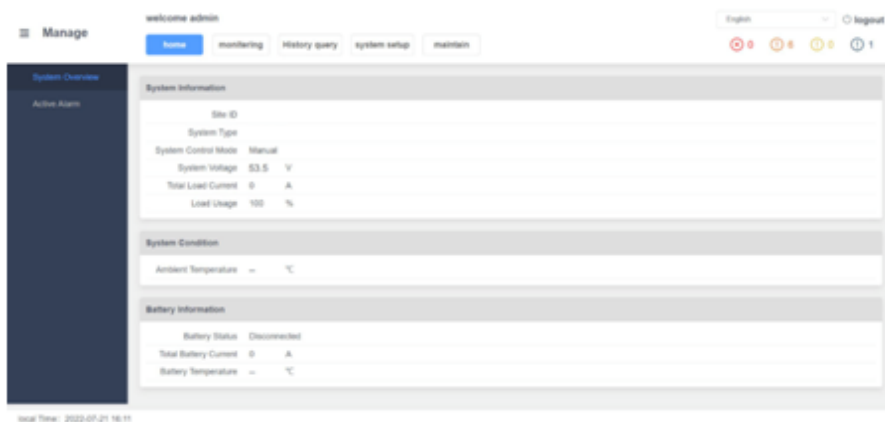 welcome admin
English
logout
Manage
home monitoring History query system setup maintain
0 6 0 1
System Overview
Active Alarm
System Information
Site ID
System Type
System Control Mode Manual
System Voltage 53.5 V
Total Load Current 0 A
Load Usage 100 %
System Condition
Ambient Temperature -- ℃
Battery Information
Battery Status Disconnected
Total Battery Current 0 A
Battery Temperature -- ℃
local Time: 2022-07-21 16:11